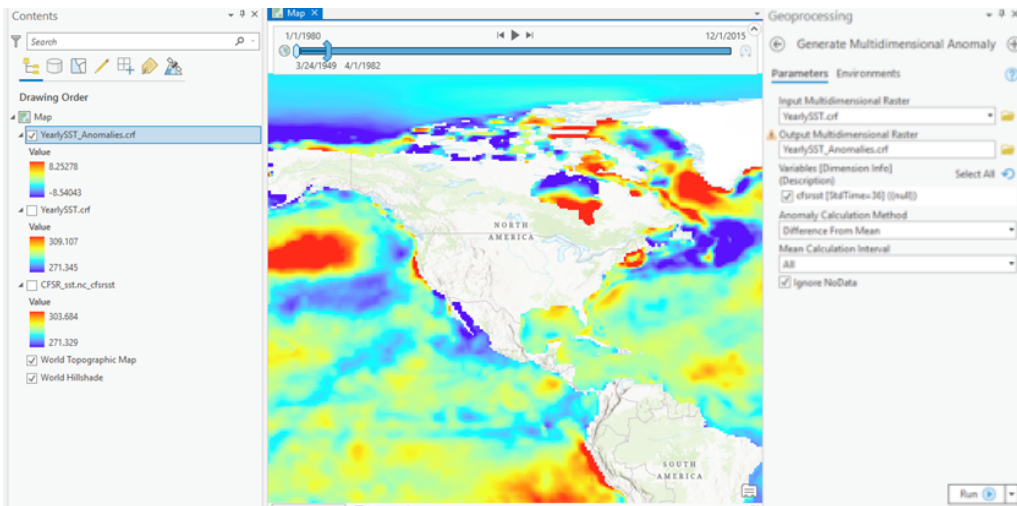 Contents
Search
Drawing Order
Map
YearlySST_Anomalies.crf
Value
8.25278
-8.54043
YearlySST.crf
Value
309.107
271.345
CFSR_sst.nc_cfsrsst
Value
303.684
271.329
World Topographic Map
World Hillshade
Map
1/1/1980
12/1/2015
3/24/1949 4/1/1982
NORTH
AMERICA
SOUTH
AMERICA
Geoprocessing
Generate Multidimensional Anomaly
Parameters Environments
Input Multidimensional Raster
YearlySST.crf
Output Multidimensional Raster
YearlySST_Anomalies.crf
Variables [Dimension Info]
(Description)
Select All
cfsrsst [StdTime=36] ((null))
Anomaly Calculation Method
Difference From Mean
Mean Calculation Interval
All
Ignore NoData
Run